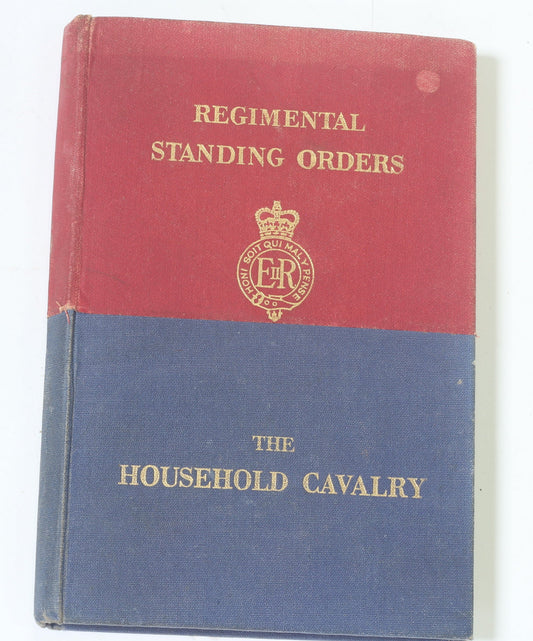 REGIMENTAL
STANDING ORDERS
HONI SOIT QUI MAL Y PENSE
EIIR
THE
HOUSEHOLD CAVALRY